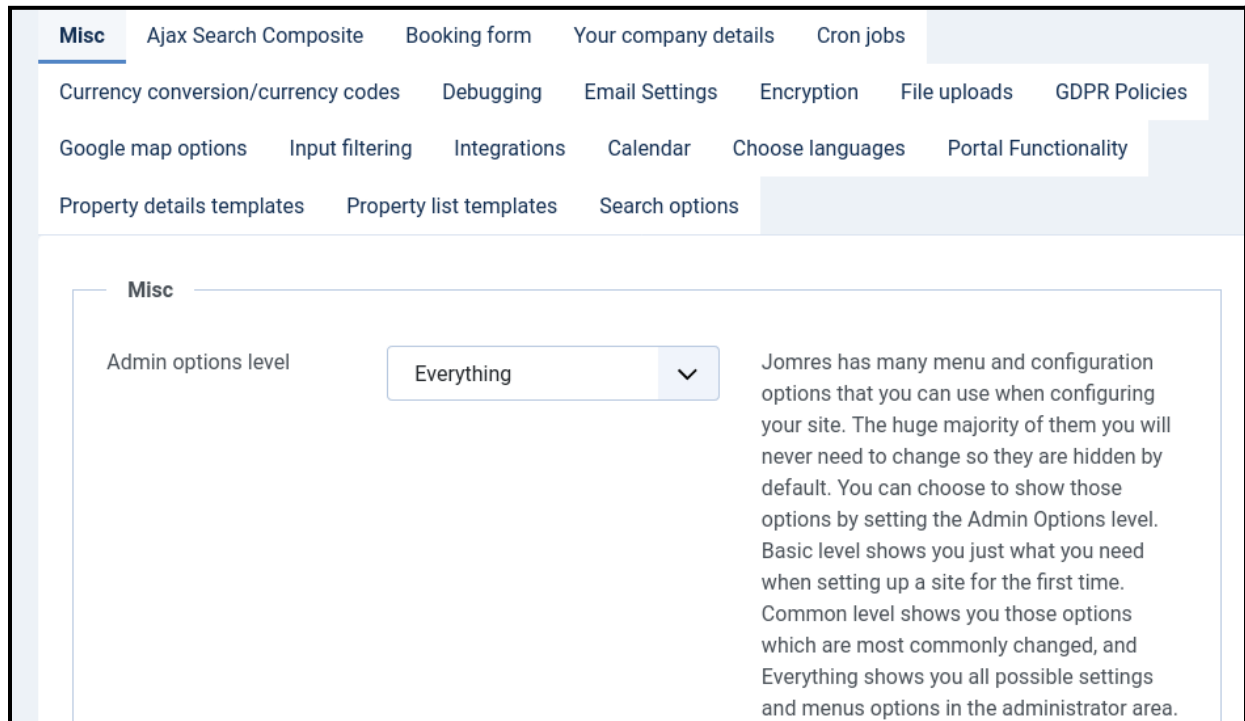 Misc Ajax Search Composite Booking form Your company details Cron jobs
Currency conversion/currency codes Debugging Email Settings Encryption File uploads GDPR Policies
Google map options Input filtering Integrations Calendar Choose languages Portal Functionality
Property details templates Property list templates Search options
Misc
Admin options level
Everything
Jomres has many menu and configuration
options that you can use when configuring
your site. The huge majority of them you will
never need to change so they are hidden by
default. You can choose to show those
options by setting the Admin Options level.
Basic level shows you just what you need
when setting up a site for the first time.
Common level shows you those options
which are most commonly changed, and
Everything shows you all possible settings
and menus options in the administrator area.